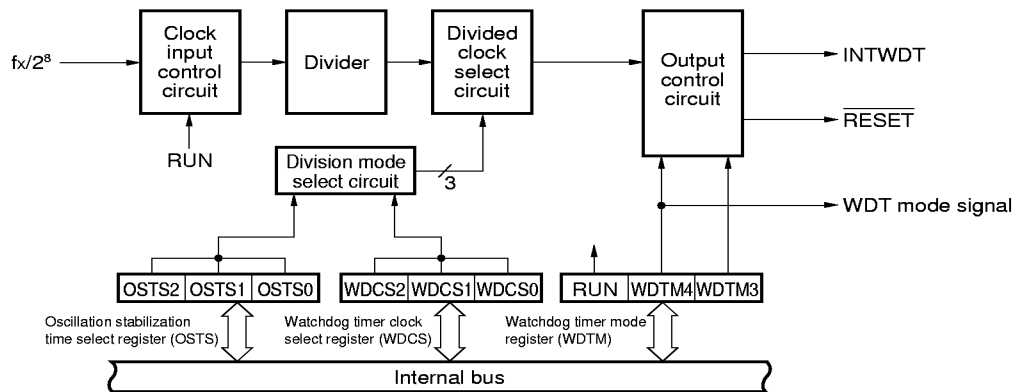 Clock
input
control
circuit
Divider
Divided
clock
select
circuit
Output
control
circuit
fx/2⁸
INTWDT
RESET
RUN
Division mode
select circuit
3
WDT mode signal
OSTS2 OSTS1 OSTS0
WDCS2 WDCS1 WDCS0
RUN WDTM4 WDTM3
Oscillation stabilization
time select register (OSTS)
Watchdog timer clock
select register (WDCS)
Watchdog timer mode
register (WDTM)
Internal bus